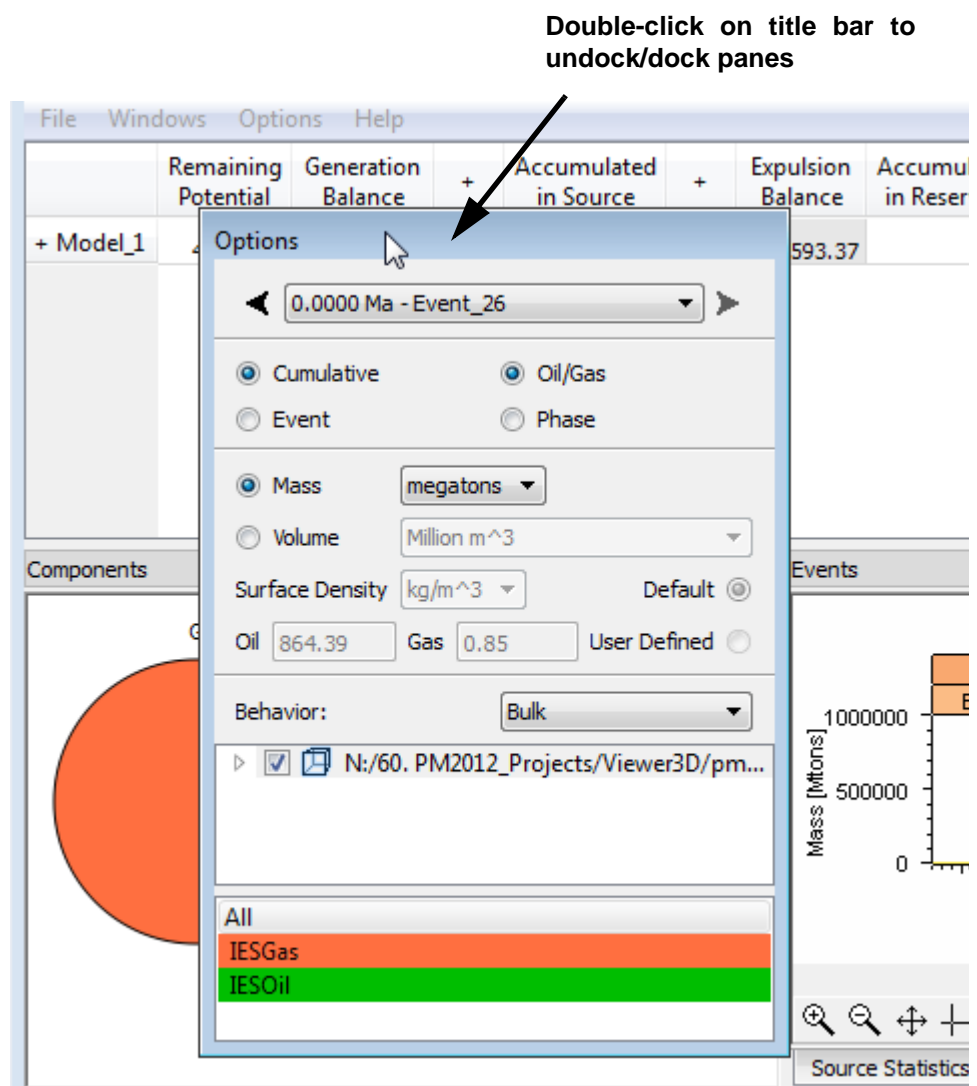 Double-click on title bar to
undock/dock panes
File Windows Options Help
Remaining Potential Generation Balance + Accumulated in Source + Expulsion Balance
+ Model_1 593.37
Options
0.0000 Ma - Event_26
Cumulative Oil/Gas
Event Phase
Mass megatons
Volume Million m^3
Surface Density kg/m^3 Default
Oil 864.39 Gas 0.85 User Defined
Behavior: Bulk
N:/60. PM2012_Projects/Viewer3D/pm...
All
IESGas
IESOil
Components
Events
Mass [Mtons]
1000000
500000
0
Source Statistics